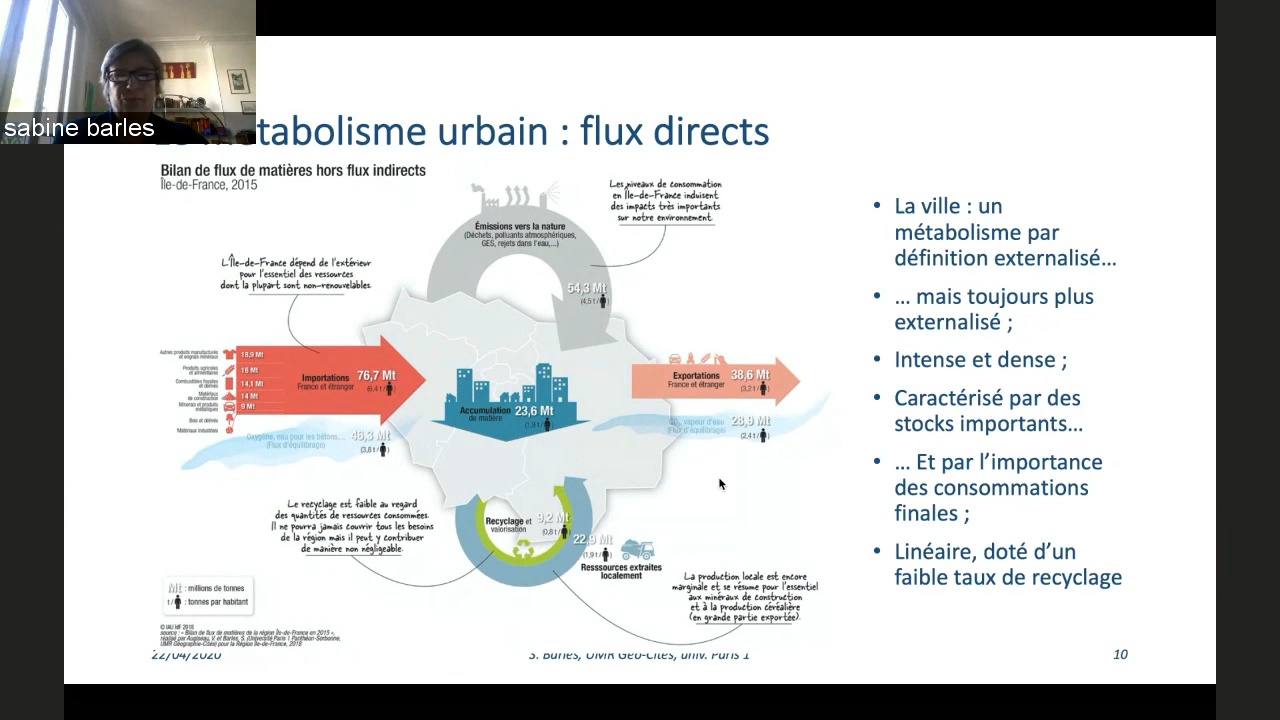 sabine barles
tabolisme urbain : flux directs
Bilan de flux de matières hors flux indirects
Île-de-France, 2015
Les niveaux de consommation
en Île-de-France induisent
des impacts très importants
sur notre environnement.
Émissions vers la nature
(Déchets, polluants atmosphériques,
GES, rejets dans l'eau,...)
54,3 Mt
(4,5 t/
L'Île-de-France dépend de l'extérieur
pour l'essentiel des ressources
dont la plupart sont non-renouvelables.
Autres produits manufacturés
et engrais minéraux
18,9 Mt
Produits agricoles
et alimentaires
16 Mt
Combustibles fossiles
et dérivés
14,1 Mt
Matériaux
de construction
14 Mt
Minerais et produits
métalliques
9 Mt
Bois et dérivés
Matériaux industriels
Importations
France et étranger
76,7 Mt
(6,4 t/
Oxygène, eau pour les bétons,...
(Flux d'équilibrage)
46,3 Mt
(3,8 t/
Accumulation
de matière
23,6 Mt
(1,9 t/
Exportations
France et étranger
38,6 Mt
(3,2 t/
vapeur d'eau
(Flux d'équilibrage)
28,9 Mt
(2,4 t/
Le recyclage est faible au regard
des quantités de ressources consommées.
Il ne pourra jamais couvrir tous les besoins
de la région mais il peut y contribuer
de manière non négligeable.
Recyclage et
valorisation
9,2 Mt
(0,8 t/
22,9 Mt
(1,9 t/
Resssources extraites
localement
La production locale est encore
marginale et se résume pour l'essentiel
aux minéraux de construction
et à la production céréalière
(en grande partie exportée).
Mt : millions de tonnes
t/ : tonnes par habitant
© IAU îdF 2018
source : « Bilan de flux de matières de la région Île-de-France en 2015 »,
réalisé par Augiseau, V. et Barles, S. (Université Paris 1 Panthéon-Sorbonne,
UMR Géographie-Cités) pour la Région Île-de-France, 2018
• La ville : un
métabolisme par
définition externalisé…
• … mais toujours plus
externalisé ;
• Intense et dense ;
• Caractérisé par des
stocks importants…
• … Et par l'importance
des consommations
finales ;
• Linéaire, doté d'un
faible taux de recyclage
22/04/2020
S. Barles, UMR Géo-Cités, univ. Paris 1
10